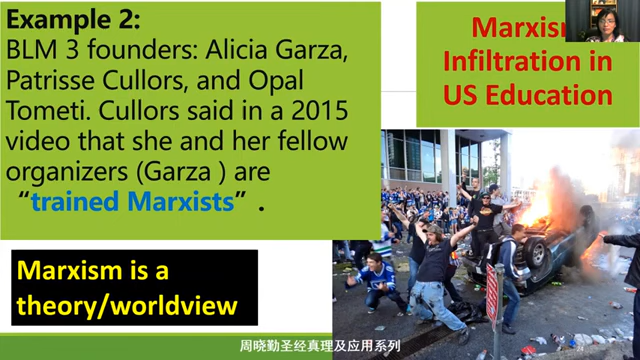 Example 2:
BLM 3 founders: Alicia Garza,
Patrisse Cullors, and Opal
Tometi. Cullors said in a 2015
video that she and her fellow
organizers (Garza ) are
“trained Marxists”.
Marxism
Infiltration in
US Education
Marxism is a
theory/worldview
周晓勤圣经真理及应用系列